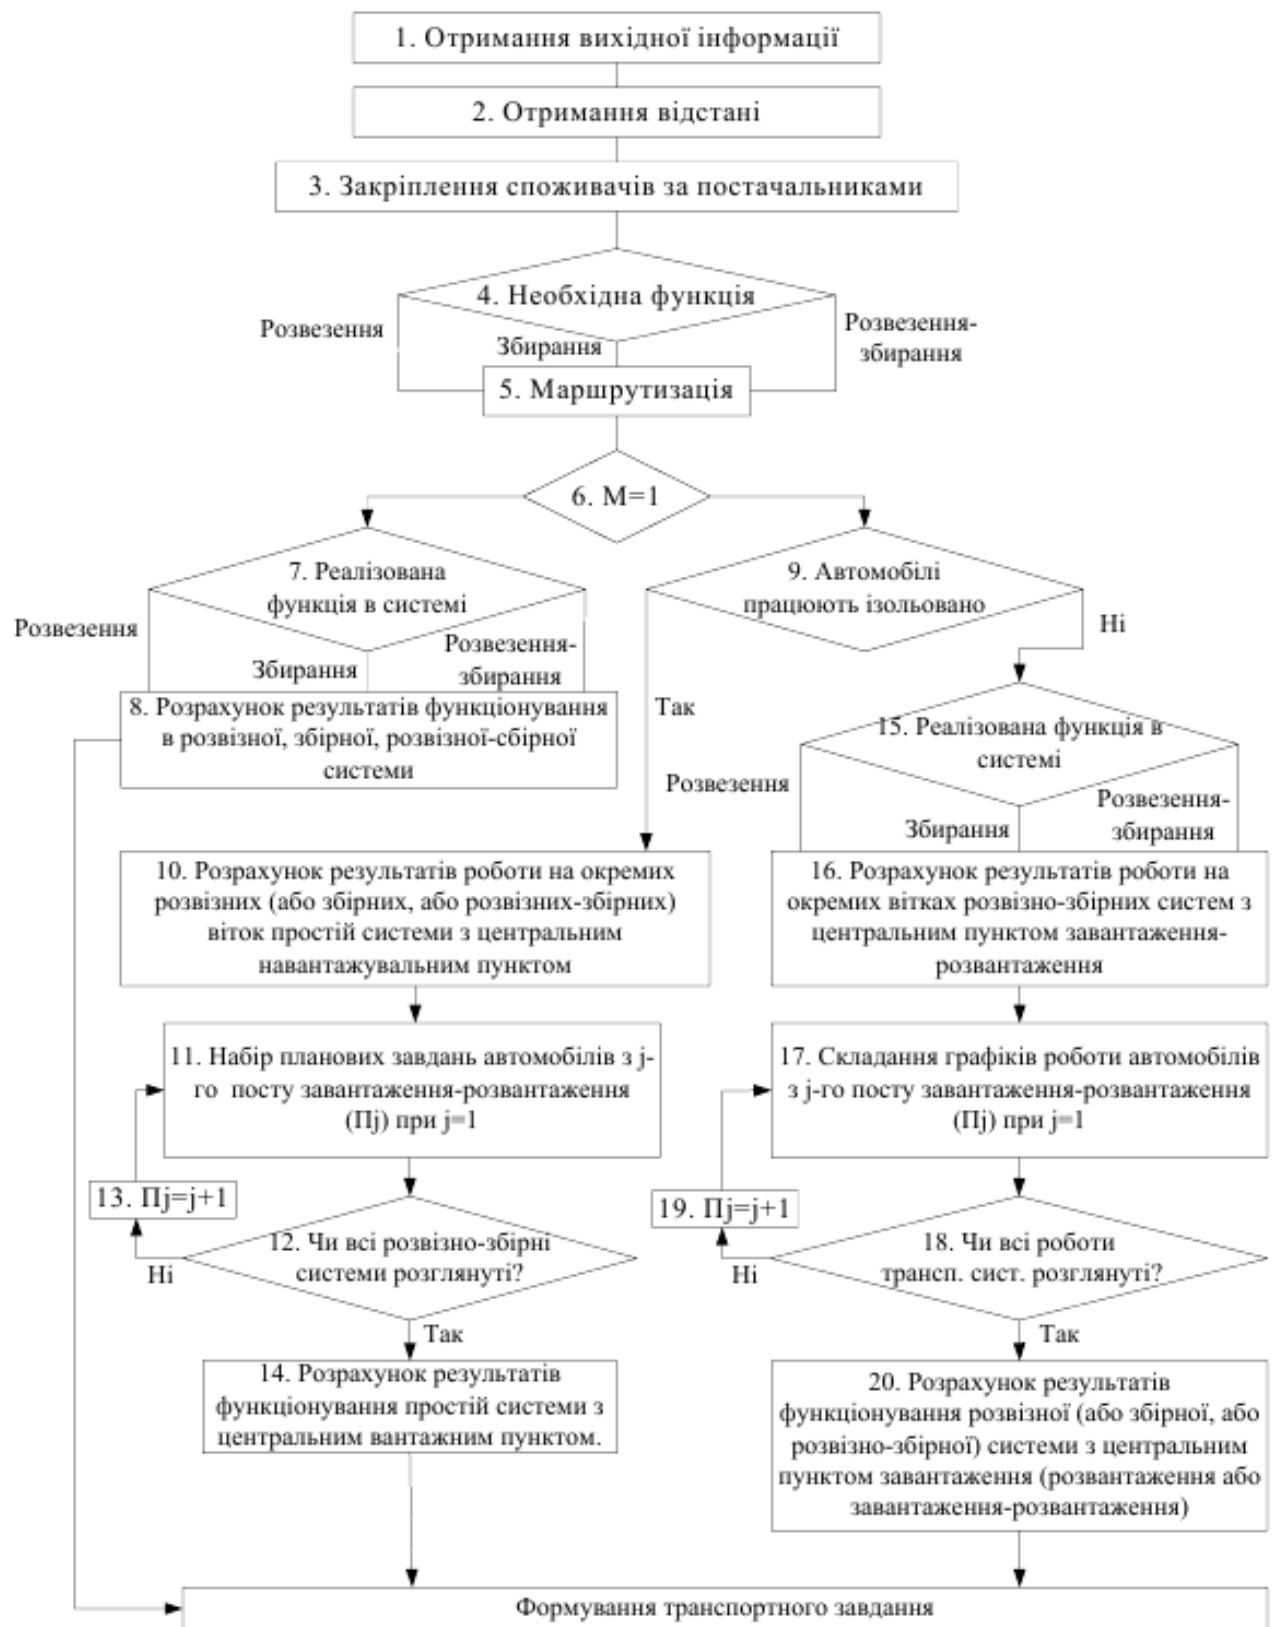 1. Отримання вихідної інформації
2. Отримання відстані
3. Закріплення споживачів за постачальниками
4. Необхідна функція
Розвезення
Збирання
Розвезення-
збирання
5. Маршрутизація
6. М=1
7. Реалізована
функція в системі
9. Автомобілі
працюють ізольовано
Розвезення
Збирання
Розвезення-
збирання
Ні
Так
8. Розрахунок результатів функціонування
в розвізної, збірної, розвізної-сбірної
системи
15. Реалізована функція в
системі
Розвезення
Збирання
Розвезення-
збирання
10. Розрахунок результатів роботи на окремих
розвізних (або збірних, або розвізних-збірних)
віток простій системи з центральним
навантажувальним пунктом
16. Розрахунок результатів роботи на
окремих вітках розвізно-збірних систем з
центральним пунктом завантаження-
розвантаження
11. Набір планових завдань автомобілів з j-
го посту завантаження-розвантаження
(Пj) при j=1
17. Складання графіків роботи автомобілів
з j-го посту завантаження-розвантаження
(Пj) при j=1
13. Пj=j+1
19. Пj=j+1
12. Чи всі розвізно-збірні
системи розглянуті?
18. Чи всі роботи
трансп. сист. розглянуті?
Ні
Так
Ні
Так
14. Розрахунок результатів
функціонування простій системи з
центральним вантажним пунктом.
20. Розрахунок результатів
функціонування розвізної (або збірної, або
розвізно-збірної) системи з центральним
пунктом завантаження (розвантаження або
завантаження-розвантаження)
Формування транспортного завдання